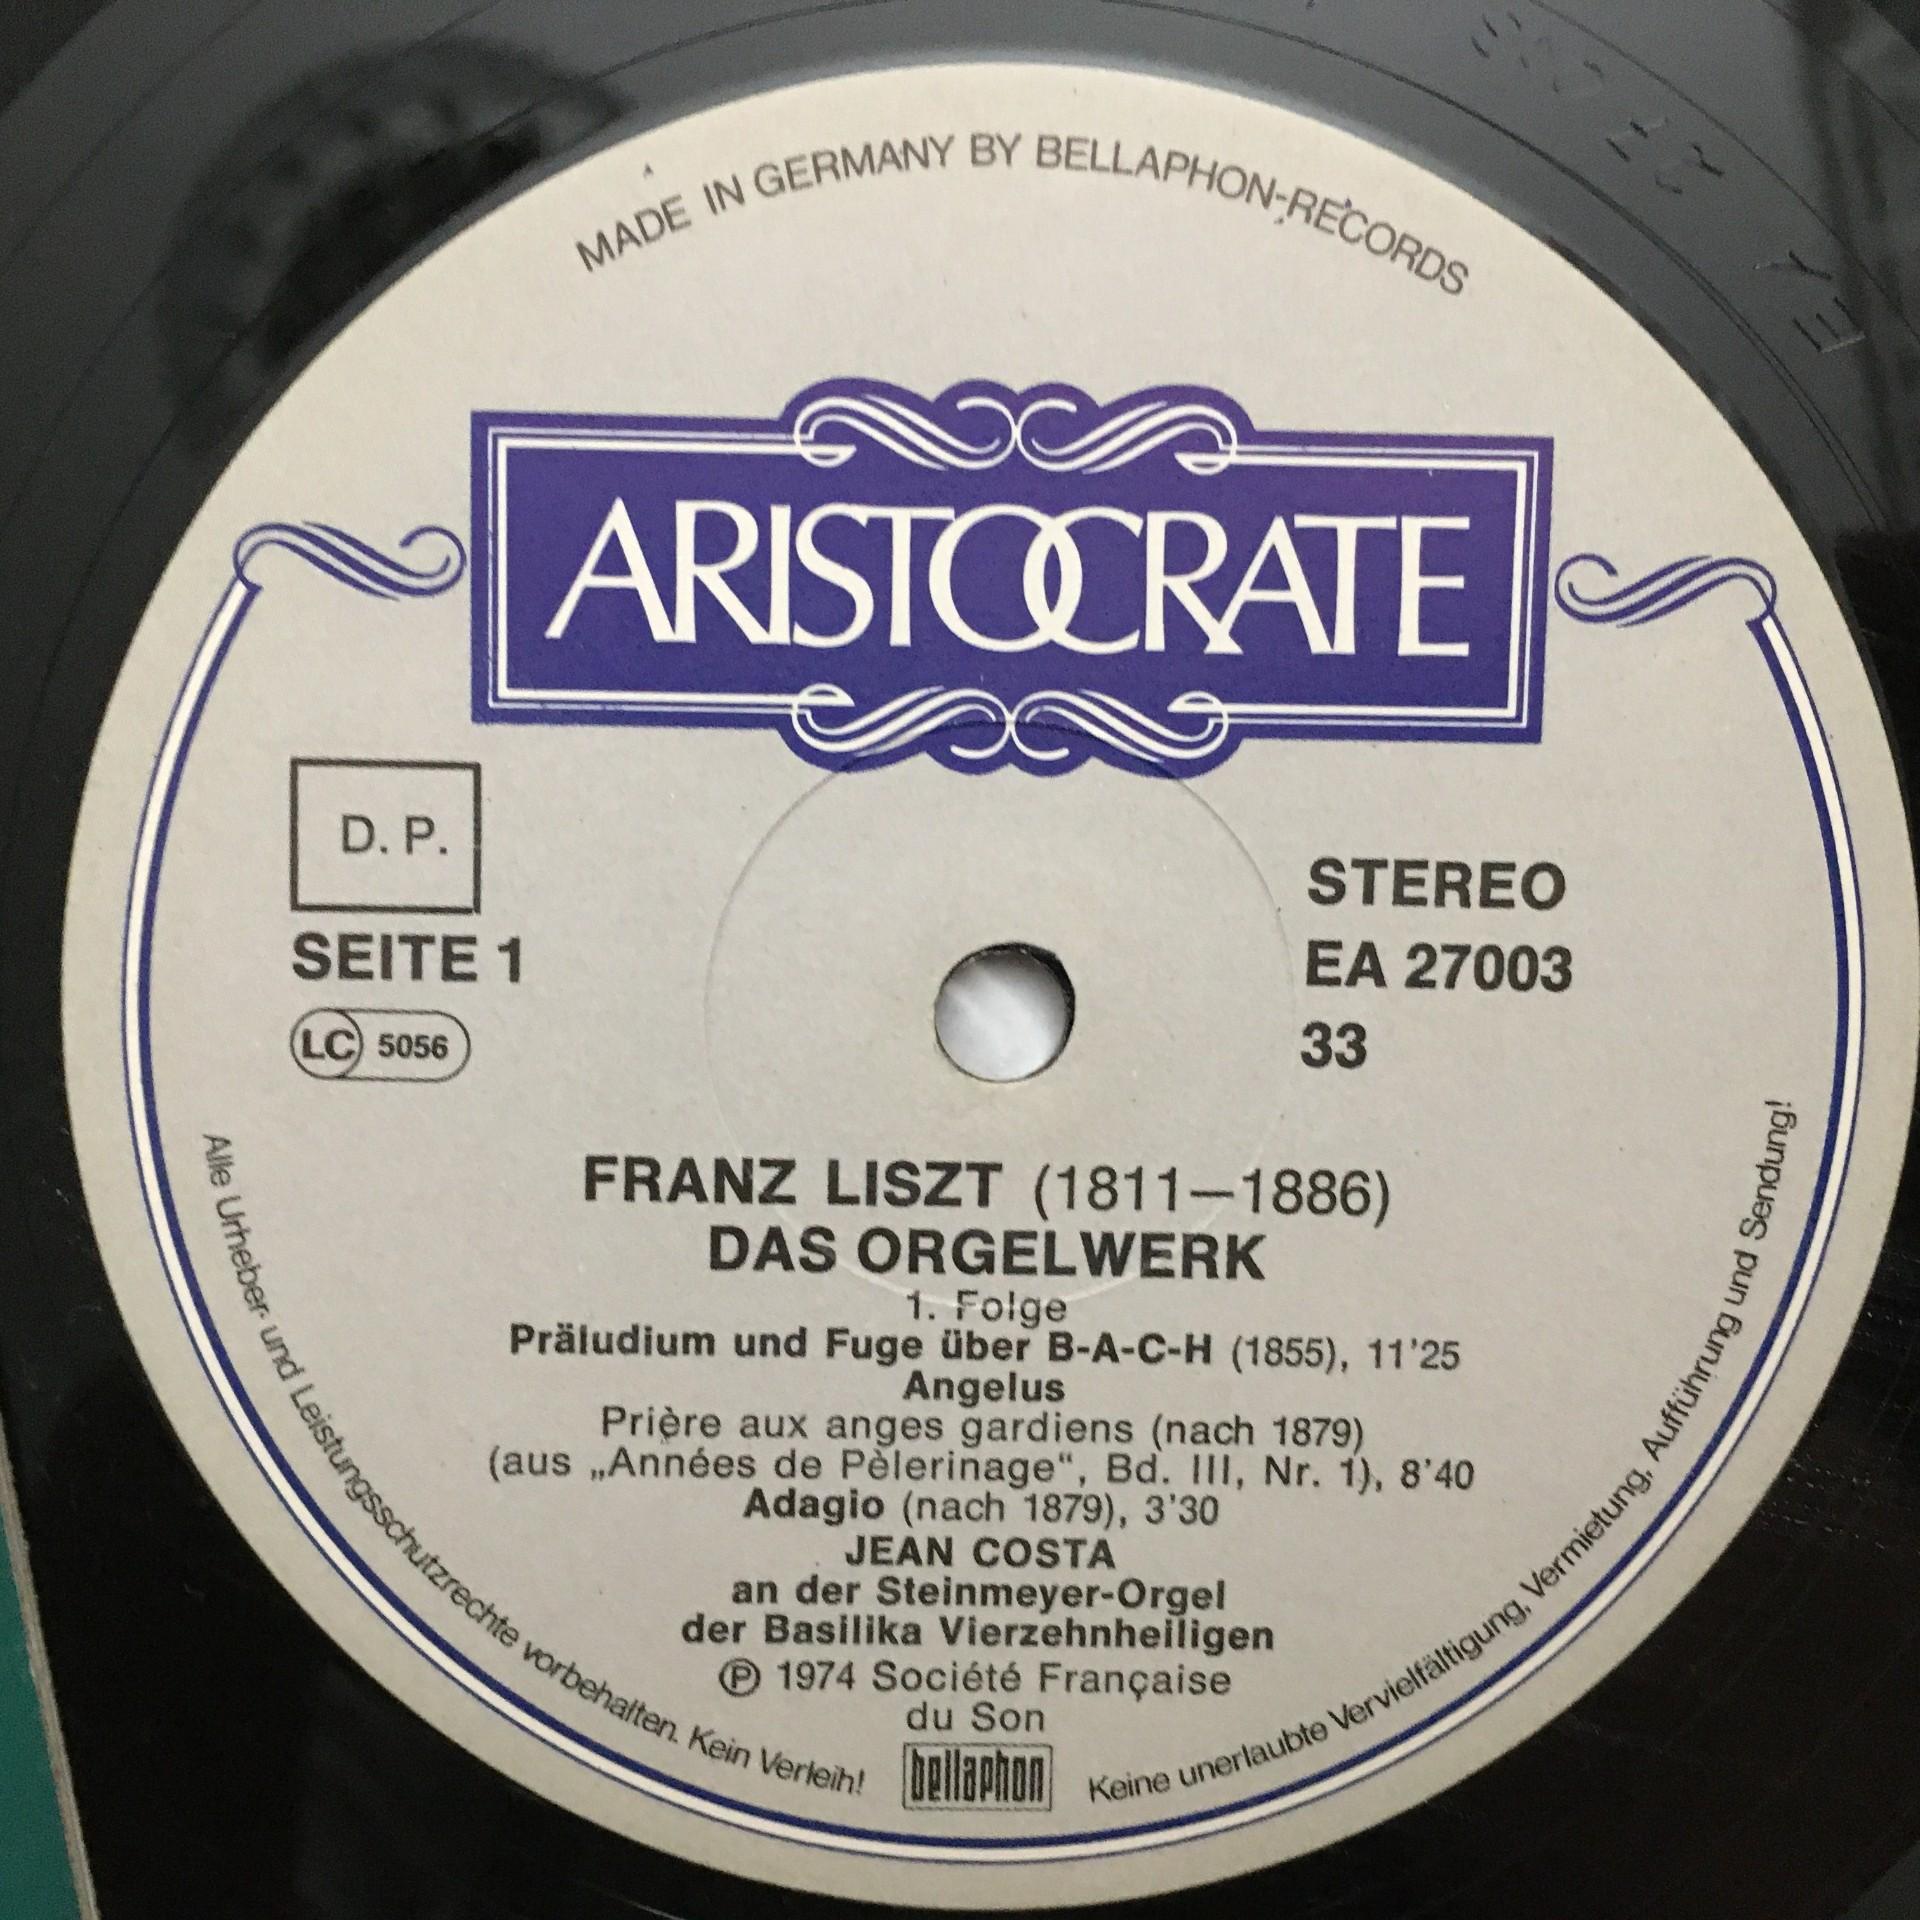 MADE IN GERMANY BY BELLAPHON-RECORDS
ARISTOCRATE
D. P.
SEITE 1
LC 5056
STEREO
EA 27003
33
FRANZ LISZT (1811—1886)
DAS ORGELWERK
1. Folge
Präludium und Fuge über B-A-C-H (1855), 11'25
Angelus
Prière aux anges gardiens (nach 1879)
(aus „Années de Pèlerinage“, Bd. III, Nr. 1), 8'40
Adagio (nach 1879), 3'30
JEAN COSTA
an der Steinmeyer-Orgel
der Basilika Vierzehnheiligen
℗ 1974 Société Française
du Son
bellaphon
Alle Urheber- und Leistungsschutzrechte vorbehalten. Kein Verleih!
Keine unerlaubte Vervielfältigung, Vermietung, Aufführung und Sendung!